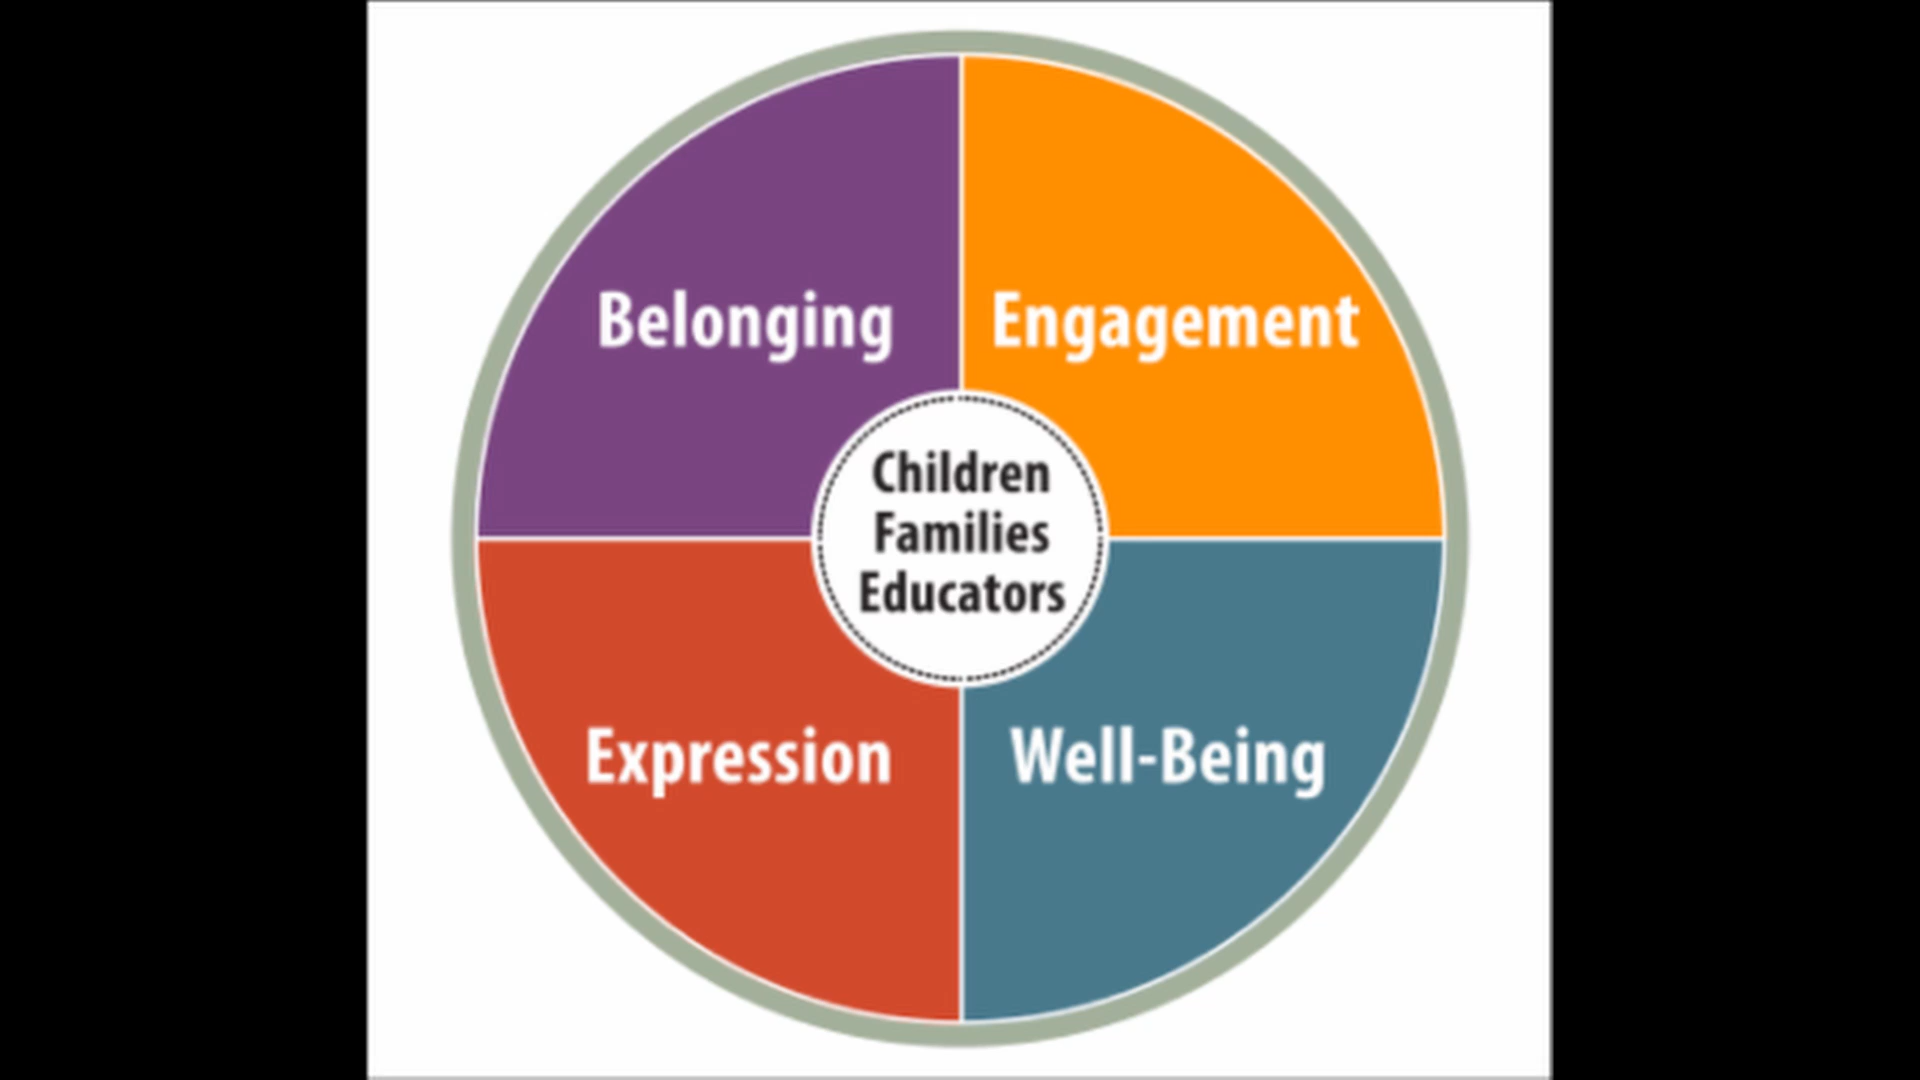 Belonging
Engagement
Children
Families
Educators
Expression
Well-Being